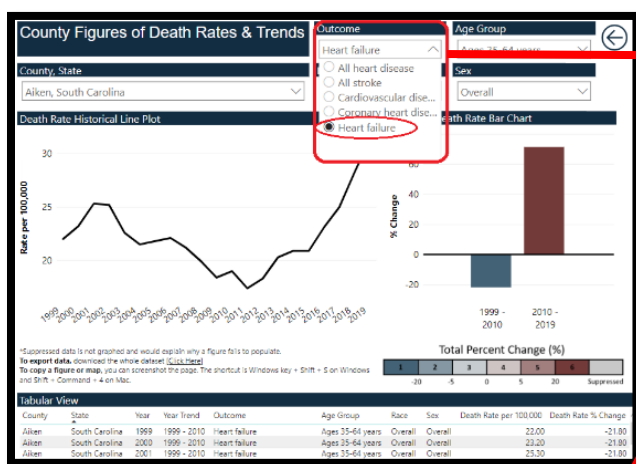 County Figures of Death Rates & Trends
Outcome
Age Group
Heart failure
Ages 35-64 years
All heart disease
All stroke
Cardiovascular dise...
Coronary heart dise...
Heart failure
County, State
Sex
Aiken, South Carolina
Overall
Death Rate Historical Line Plot
Death Rate Bar Chart
30
25
20
Rate per 100,000
1999 2000 2001 2002 2003 2004 2005 2006 2007 2008 2009 2010 2011 2012 2013 2014 2015 2016 2017 2018 2019
60
40
20
0
-20
% Change
1999 -
2010
2010 -
2019
*Suppressed data is not graphed and would explain why a figure fails to populate.
To export data, download the whole dataset [Click Here]
To copy a figure or map, you can screenshot the page. The shortcut is Windows key + Shift + S on Windows
and Shift + Command + 4 on Mac.
Total Percent Change (%)
1 2 3 4 5 6
-20 -5 0 5 20 Suppressed
Tabular View
County State Year Year Trend Outcome Age Group Race Sex Death Rate per 100,000 Death Rate % Change
Aiken South Carolina 1999 1999 - 2010 Heart failure Ages 35-64 years Overall Overall 22.00 -21.80
Aiken South Carolina 2000 1999 - 2010 Heart failure Ages 35-64 years Overall Overall 23.20 -21.80
Aiken South Carolina 2001 1999 - 2010 Heart failure Ages 35-64 years Overall Overall 25.30 -21.80